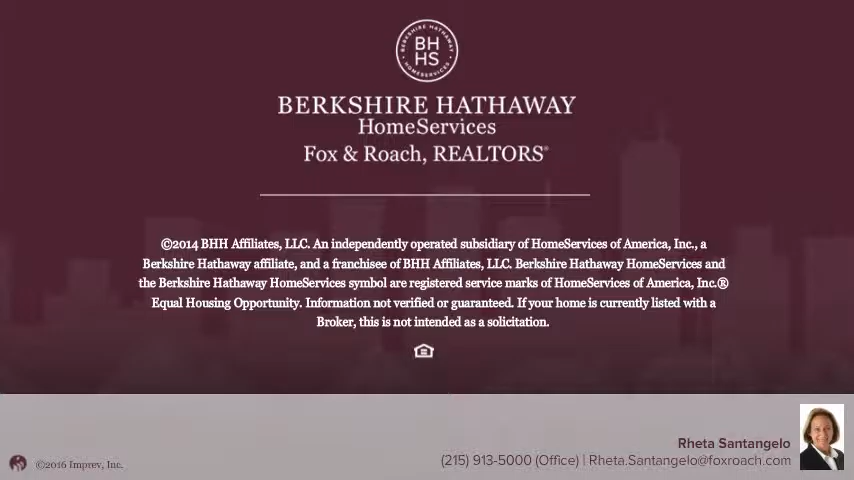 BERKSHIRE HATHAWAY
BH
HS
HOMESERVICES
BERKSHIRE HATHAWAY
HomeServices
Fox & Roach, REALTORS®
©2014 BHH Affiliates, LLC. An independently operated subsidiary of HomeServices of America, Inc., a
Berkshire Hathaway affiliate, and a franchisee of BHH Affiliates, LLC. Berkshire Hathaway HomeServices and
the Berkshire Hathaway HomeServices symbol are registered service marks of HomeServices of America, Inc.®
Equal Housing Opportunity. Information not verified or guaranteed. If your home is currently listed with a
Broker, this is not intended as a solicitation.
Rheta Santangelo
(215) 913-5000 (Office) | Rheta.Santangelo@foxroach.com
©2016 Imprev, Inc.